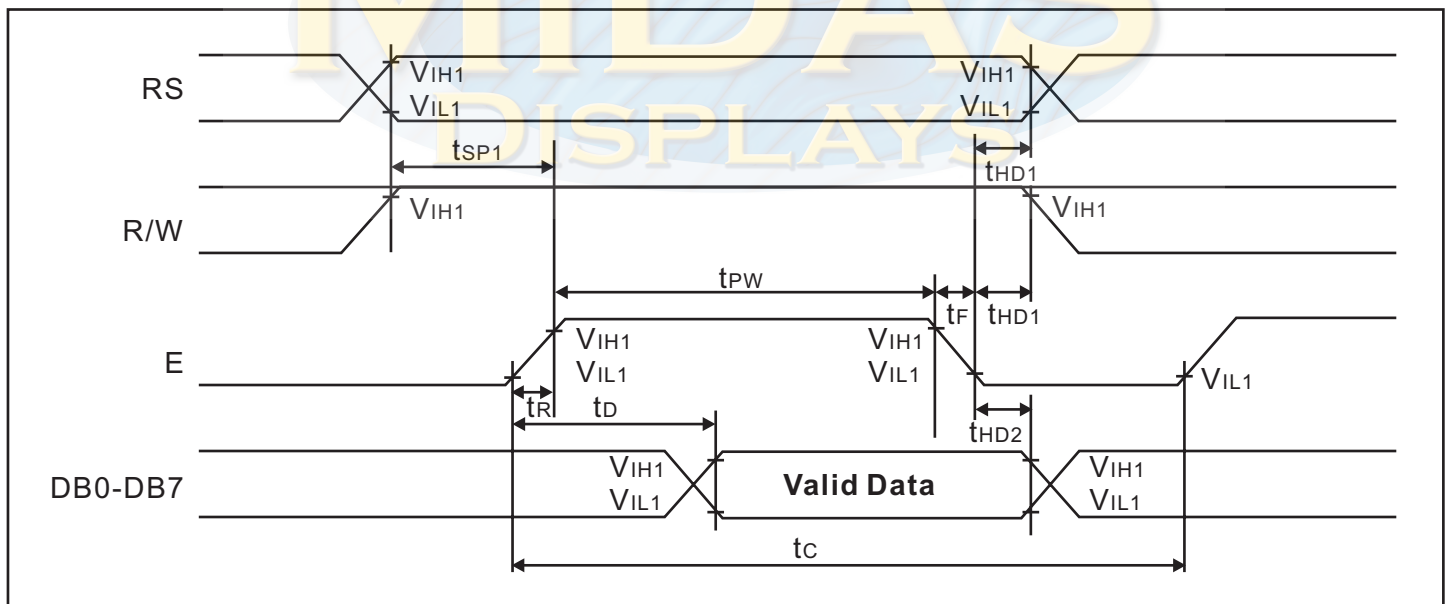 MIDAS
DISPLAYS
RS
VIH1
VIL1
VIH1
VIL1
tSP1
tHD1
R/W
VIH1
VIH1
tPW
tF
tHD1
E
VIH1
VIL1
VIH1
VIL1
VIL1
tR
tD
tHD2
DB0-DB7
VIH1
VIL1
Valid Data
VIH1
VIL1
tC